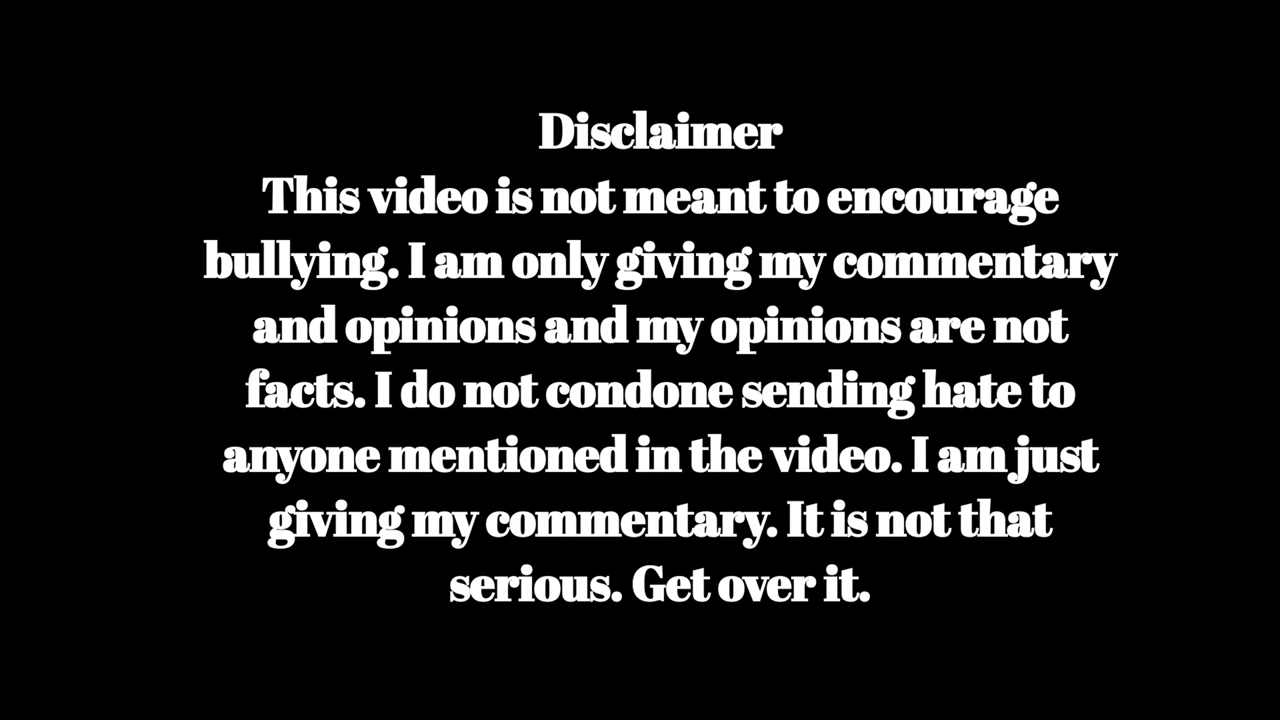 Disclaimer
This video is not meant to encourage
bullying. I am only giving my commentary
and opinions and my opinions are not
facts. I do not condone sending hate to
anyone mentioned in the video. I am just
giving my commentary. It is not that
serious. Get over it.